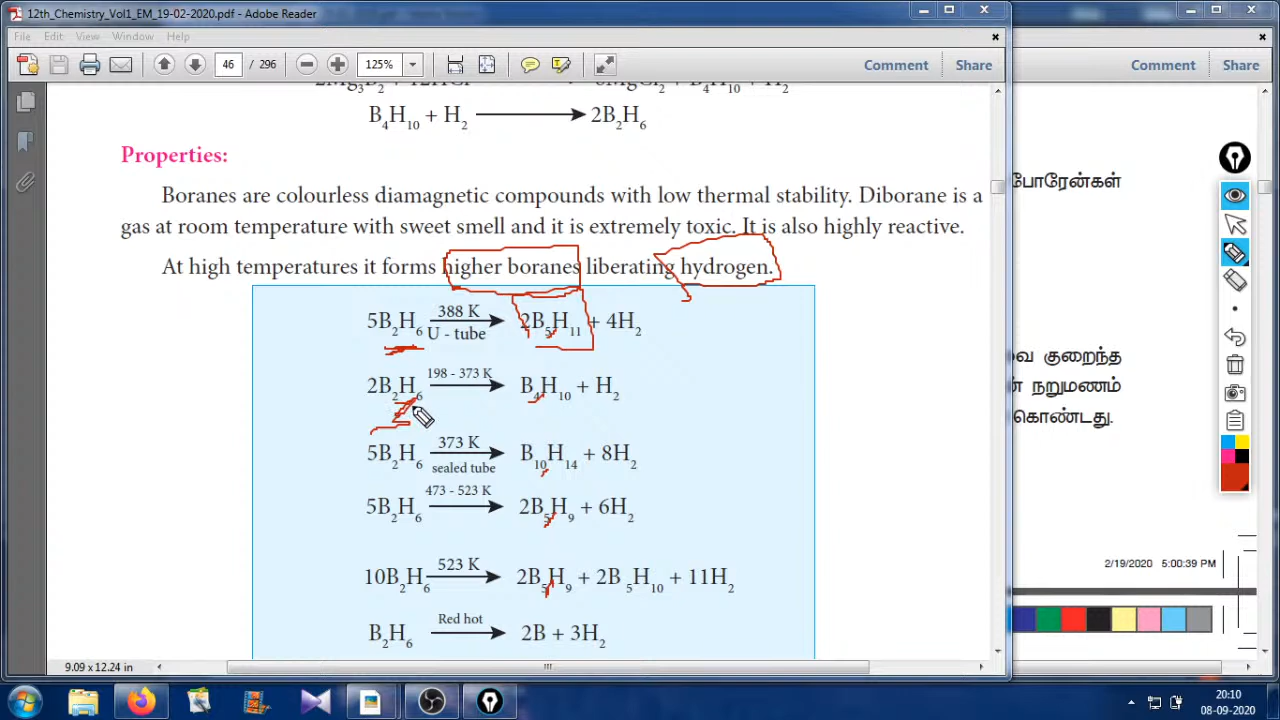 12th_Chemistry_Vol1_EM_19-02-2020.pdf - Adobe Reader
File Edit View Window Help
46 / 296 125% Comment Share Comment Share
B₄H₁₀ + H₂ ⟶ 2B₂H₆
Properties:
போரேன்கள்
Boranes are colourless diamagnetic compounds with low thermal stability. Diborane is a
gas at room temperature with sweet smell and it is extremely toxic. It is also highly reactive.
At high temperatures it forms higher boranes liberating hydrogen.
388 K
5B₂H₆ ⟶ 2B₅H₁₁ + 4H₂
U - tube
குறைந்த
198 - 373 K
2B₂H₆ ⟶ B₄H₁₀ + H₂
நறுமணம்
கொண்டது.
373 K
5B₂H₆ ⟶ B₁₀H₁₄ + 8H₂
sealed tube
473 - 523 K
5B₂H₆ ⟶ 2B₅H₉ + 6H₂
523 K
10B₂H₆ ⟶ 2B₅H₉ + 2B ₅H₁₀ + 11H₂
2/19/2020 5:00:39 PM
Red hot
B₂H₆ ⟶ 2B + 3H₂
9.09 x 12.24 in
20:10
08-09-2020